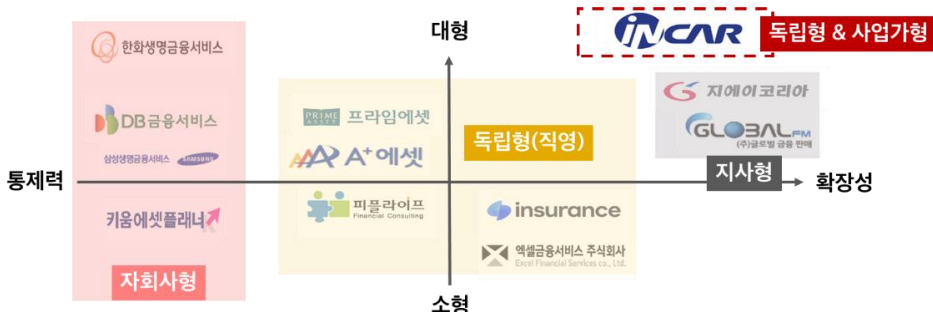 대형
INCAR
독립형 & 사업가형
한화생명금융서비스
DB금융서비스
삼성생명금융서비스 SAMSUNG
PRIME ASSET 프라임에셋
A+에셋
독립형(직영)
지에이코리아
GLOBAL FM
(주)글로벌 금융 판매
지사형
통제력
확장성
키움에셋플래너
피플라이프
Financial Consulting
insurance
엑셀금융서비스 주식회사
Excel Financial Services co., Ltd.
자회사형
소형